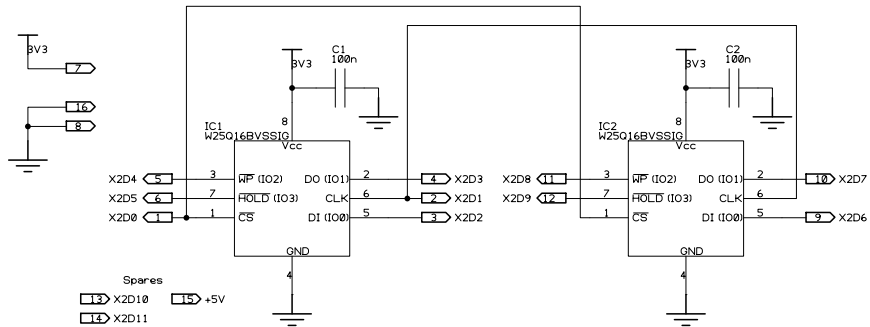 3V3
7
16
8
3V3
C1
100n
8
IC1
W25Q16BVSSIG
Vcc
X2D4 5 3 WP (IO2) DO (IO1) 2 4 X2D3
X2D5 6 7 HOLD (IO3) CLK 6 2 X2D1
X2D0 1 1 CS DI (IO0) 5 3 X2D2
GND
4
3V3
C2
100n
8
IC2
W25Q16BVSSIG
Vcc
X2D8 11 3 WP (IO2) DO (IO1) 2 10 X2D7
X2D9 12 7 HOLD (IO3) CLK 6
1 CS DI (IO0) 5 9 X2D6
GND
4
Spares
13 X2D10 15 +5V
14 X2D11